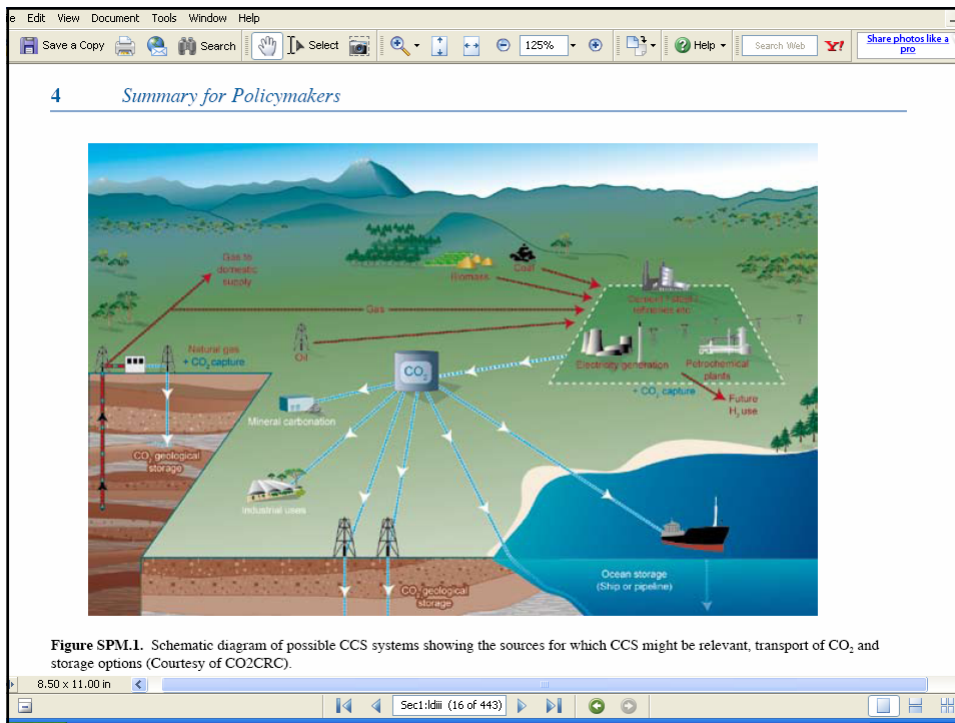 e Edit View Document Tools Window Help
Save a Copy Search Select 125% Help Search Web Y! Share photos like a
pro
4 Summary for Policymakers
Gas to
domestic
supply
Biomass
Coal
Gas
Oil
Natural gas
+ CO₂ capture
Cement / steel /
refineries etc
Electricity generation
Petrochemical
plants
+ CO₂ capture
Future
H₂ use
CO₂
Mineral carbonation
CO₂ geological
storage
Industrial uses
Ocean storage
(Ship or pipeline)
CO₂ geological
storage
Figure SPM.1. Schematic diagram of possible CCS systems showing the sources for which CCS might be relevant, transport of CO₂ and
storage options (Courtesy of CO2CRC).
8.50 x 11.00 in
Sec1:ldiii (16 of 443)